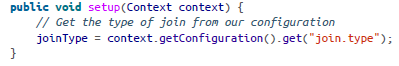 public void setup(Context context) {
    // Get the type of join from our configuration
    joinType = context.getConfiguration().get("join.type");
}